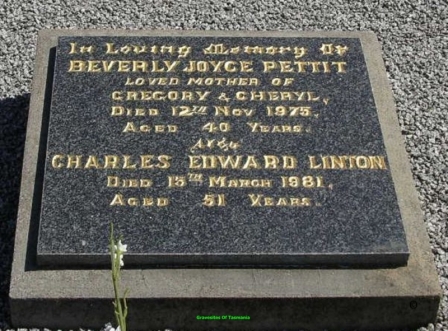 In Loving Memory Of
BEVERLY JOYCE PETTIT
LOVED MOTHER OF
GREGORY & CHERYL,
DIED 12TH NOV 1975,
AGED 40 YEARS.
Also
CHARLES EDWARD LINTON
DIED 15TH MARCH 1981,
AGED 51 YEARS.
Gravesites Of Tasmania